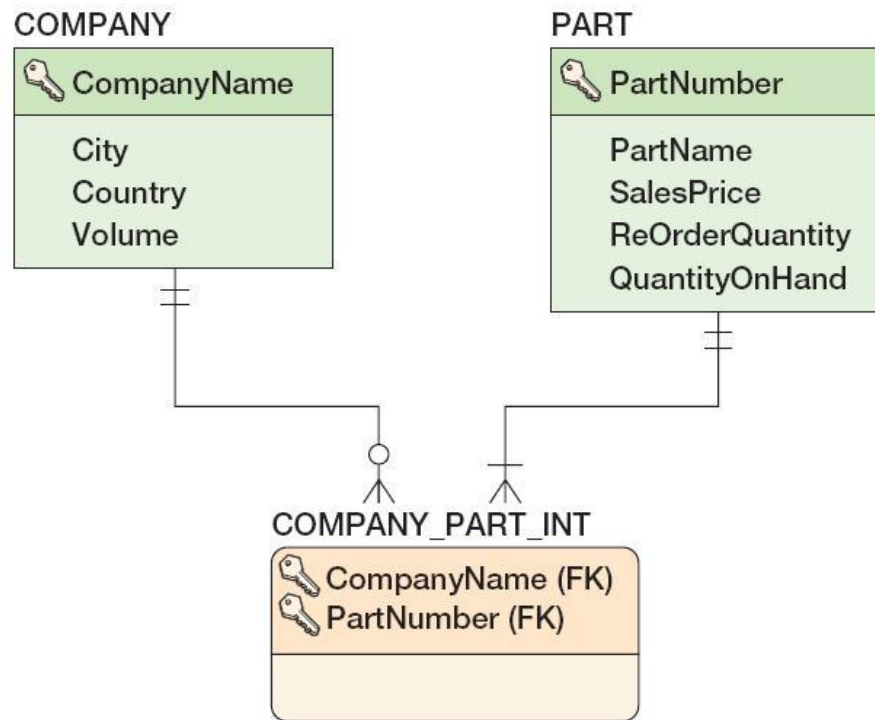 COMPANY
CompanyName
City
Country
Volume
PART
PartNumber
PartName
SalesPrice
ReOrderQuantity
QuantityOnHand
COMPANY_PART_INT
CompanyName (FK)
PartNumber (FK)